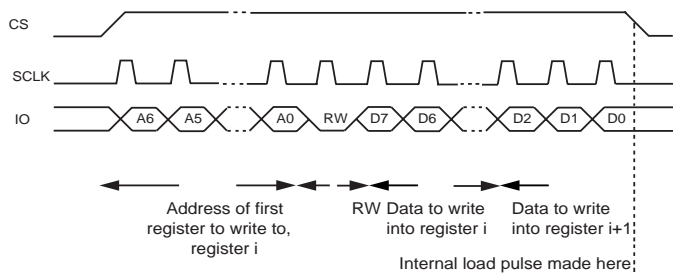 CS
SCLK
IO
A6 A5 A0 RW D7 D6 D2 D1 D0
Address of first
register to write to,
register i
RW Data to write
into register i
Data to write
into register i+1
Internal load pulse made here